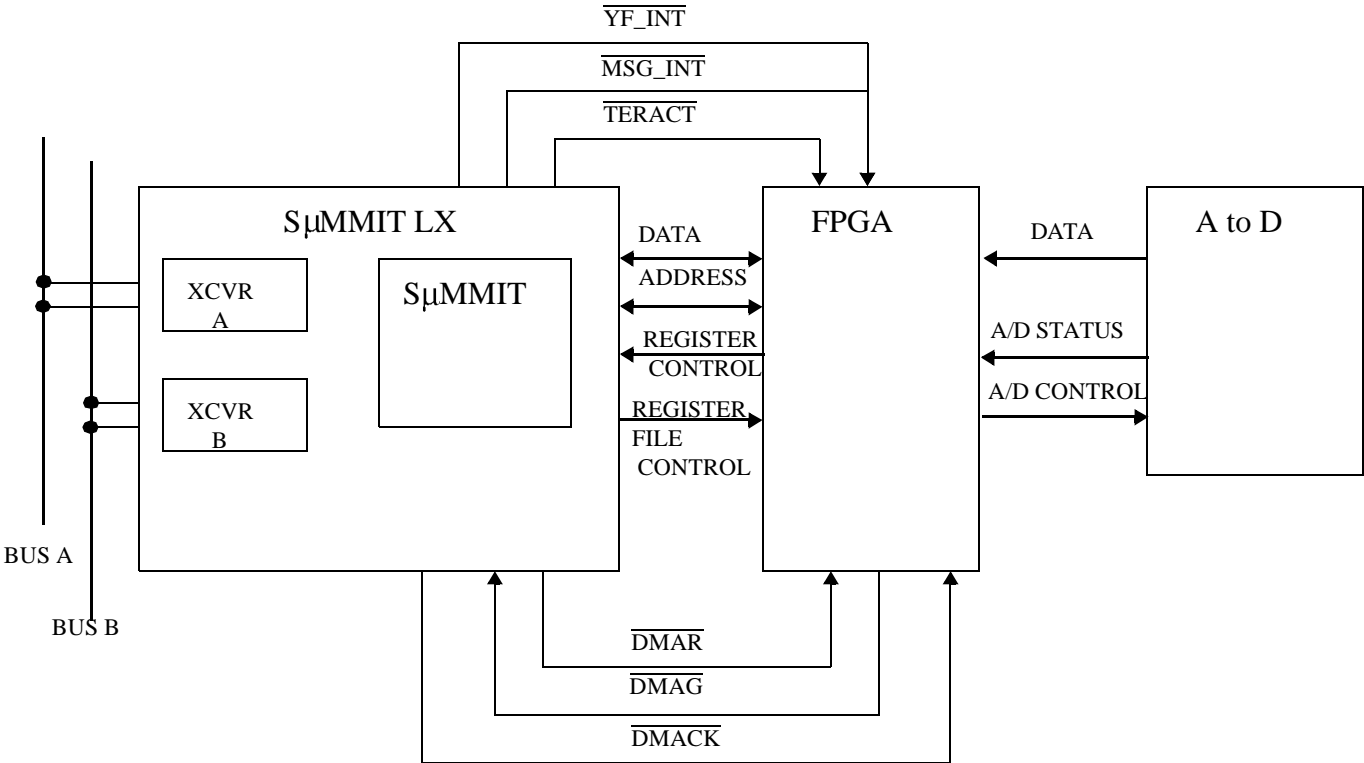 YF_INT
MSG_INT
TERACT
SμMMIT LX
FPGA
A to D
DATA
DATA
ADDRESS
XCVR
A
SμMMIT
REGISTER
CONTROL
A/D STATUS
A/D CONTROL
XCVR
B
REGISTER
FILE
CONTROL
BUS A
BUS B
DMAR
DMAG
DMACK